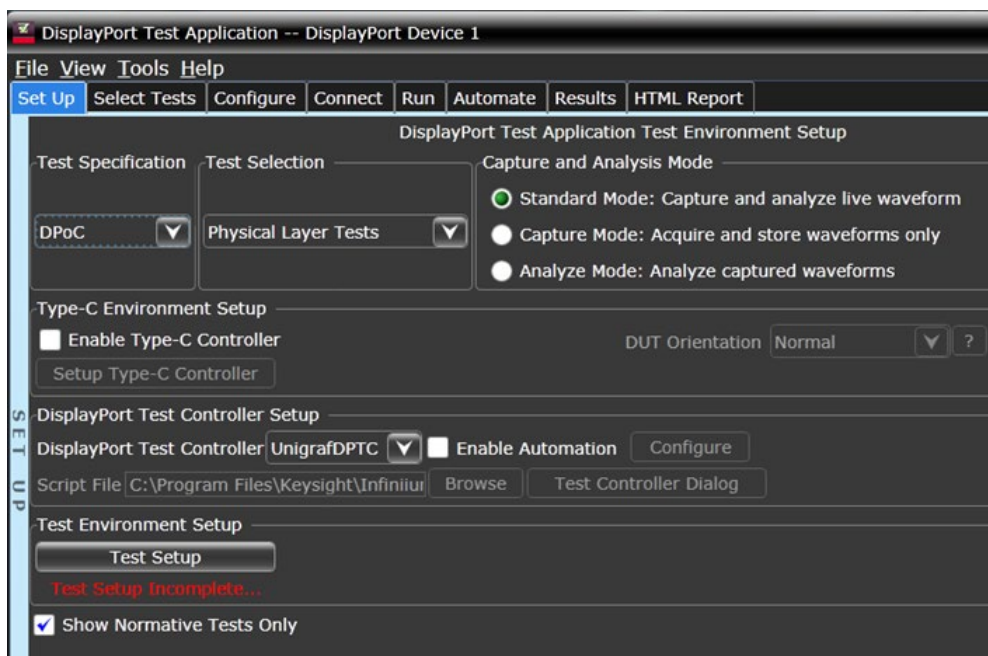 DisplayPort Test Application -- DisplayPort Device 1
File View Tools Help
Set Up Select Tests Configure Connect Run Automate Results HTML Report
DisplayPort Test Application Test Environment Setup
Test Specification Test Selection Capture and Analysis Mode
Standard Mode: Capture and analyze live waveform
DPoC Physical Layer Tests Capture Mode: Acquire and store waveforms only
Analyze Mode: Analyze captured waveforms
Type-C Environment Setup
Enable Type-C Controller DUT Orientation Normal ?
Setup Type-C Controller
SET UP
DisplayPort Test Controller Setup
DisplayPort Test Controller UnigrafDPTC Enable Automation Configure
Script File C:\Program Files\Keysight\Infiniiur Browse Test Controller Dialog
Test Environment Setup
Test Setup
Test Setup Incomplete...
Show Normative Tests Only